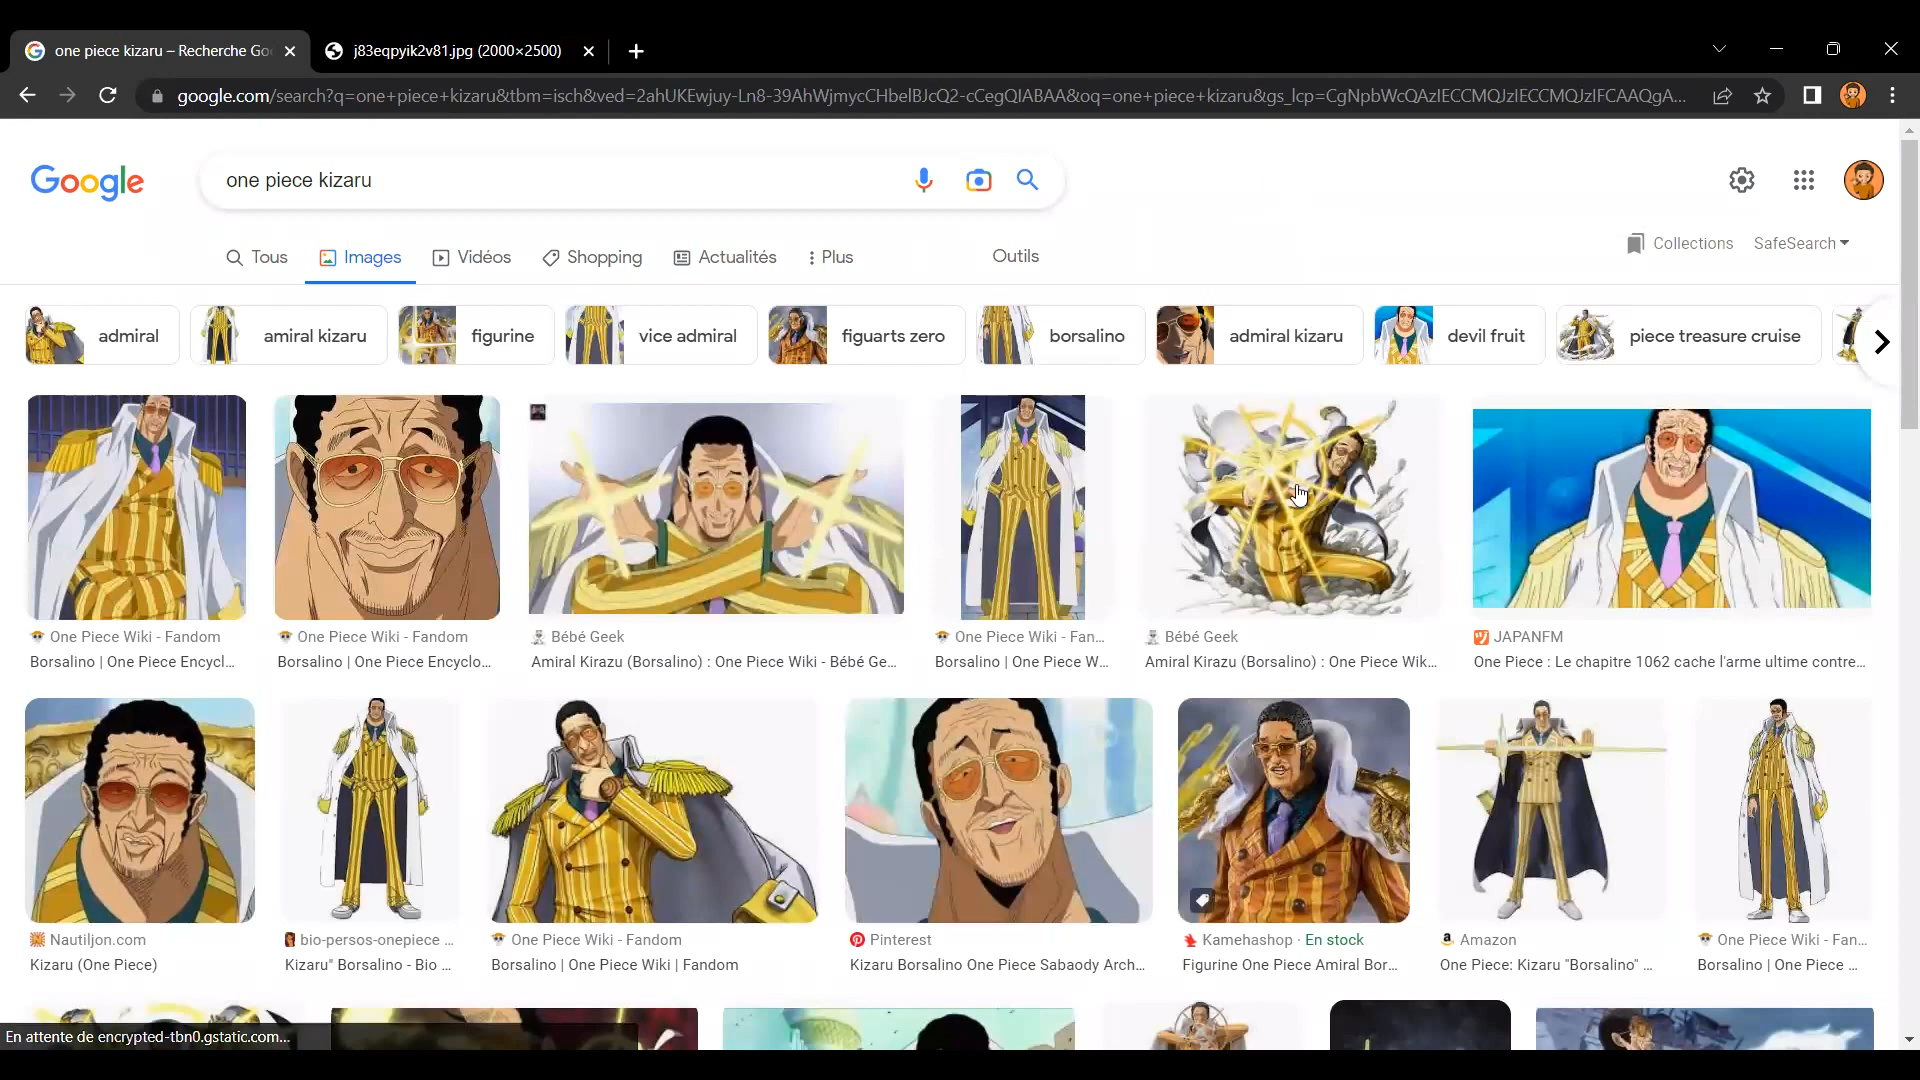 one piece kizaru – Recherche Go
j83eqpyik2v81.jpg (2000×2500)
google.com/search?q=one+piece+kizaru&tbm=isch&ved=2ahUKEwjuy-Ln8-39AhWjmycCHbelBJcQ2-cCegQIABAA&oq=one+piece+kizaru&gs_lcp=CgNpbWcQAzIECCMQJzIECCMQJzIFCAAQgA...
Google
one piece kizaru
Tous Images Vidéos Shopping Actualités Plus Outils
Collections SafeSearch
admiral
amiral kizaru
figurine
vice admiral
figuarts zero
borsalino
admiral kizaru
devil fruit
piece treasure cruise
One Piece Wiki - Fandom
Borsalino | One Piece Encycl...
One Piece Wiki - Fandom
Borsalino | One Piece Encyclo...
Bébé Geek
Amiral Kirazu (Borsalino) : One Piece Wiki - Bébé Ge...
One Piece Wiki - Fan...
Borsalino | One Piece W...
Bébé Geek
Amiral Kirazu (Borsalino) : One Piece Wik...
JAPANFM
One Piece : Le chapitre 1062 cache l'arme ultime contre...
Nautiljon.com
Kizaru (One Piece)
bio-persos-onepiece ...
Kizaru" Borsalino - Bio ...
One Piece Wiki - Fandom
Borsalino | One Piece Wiki | Fandom
Pinterest
Kizaru Borsalino One Piece Sabaody Arch...
Kamehashop · En stock
Figurine One Piece Amiral Bor...
Amazon
One Piece: Kizaru "Borsalino" ...
One Piece Wiki - Fan...
Borsalino | One Piece ...
En attente de encrypted-tbn0.gstatic.com...